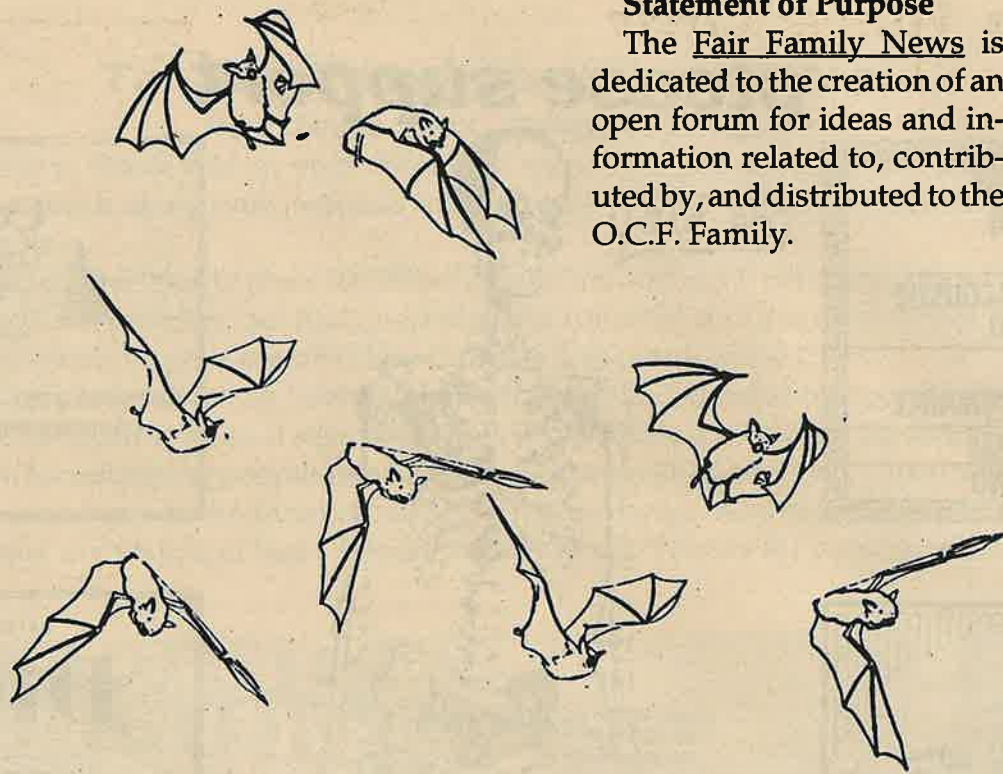 Statement of Purpose
The Fair Family News is
dedicated to the creation of an
open forum for ideas and in-
formation related to, contrib-
uted by, and distributed to the
O.C.F. Family.